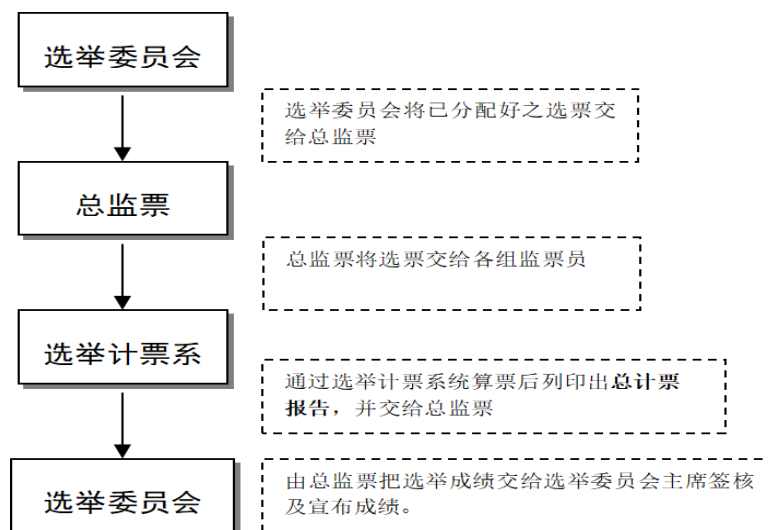 选举委员会
选举委员会将已分配好之选票交
给总监票
总监票
总监票将选票交给各组监票员
选举计票系
通过选举计票系统算票后列印出总计票
报告，并交给总监票
选举委员会
由总监票把选举成绩交给选举委员会主席签核
及宣布成绩。